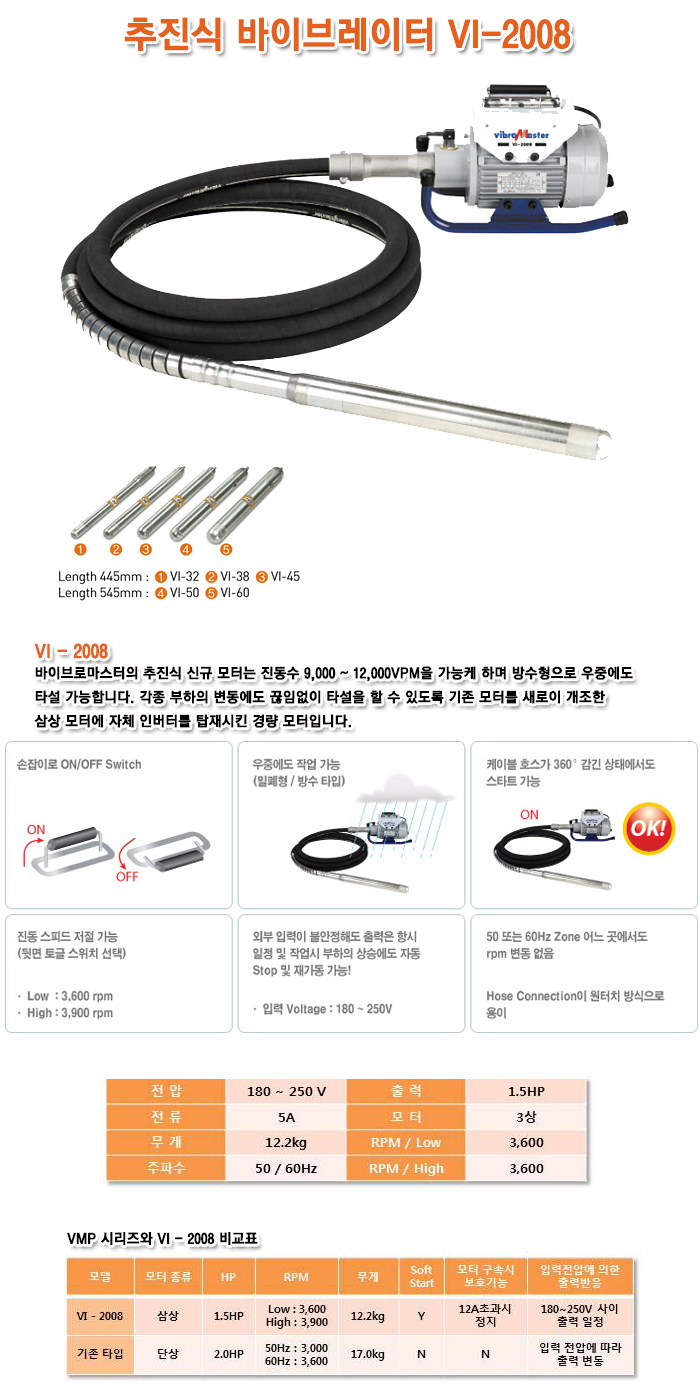 추진식 바이브레이터 VI-2008
vibroMaster
VI-2008
1 2 3 4 5
Length 445mm : 1 VI-32 2 VI-38 3 VI-45
Length 545mm : 4 VI-50 5 VI-60
VI - 2008
바이브로마스터의 추진식 신규 모터는 진동수 9,000 ~ 12,000VPM을 가능케 하며 방수형으로 우중에도
타설 가능합니다. 각종 부하의 변동에도 끊임없이 타설을 할 수 있도록 기존 모터를 새로이 개조한
삼상 모터에 자체 인버터를 탑재시킨 경량 모터입니다.
손잡이로 ON/OFF Switch
ON
OFF
우중에도 작업 가능
(밀폐형 / 방수 타입)
케이블 호스가 360° 감긴 상태에서도
스타트 가능
ON
OK!
진동 스피드 저절 가능
(뒷면 토글 스위치 선택)
· Low : 3,600 rpm
· High : 3,900 rpm
외부 입력이 불안정해도 출력은 항시
일정 및 작업시 부하의 상승에도 자동
Stop 및 재가동 가능!
· 입력 Voltage : 180 ~ 250V
50 또는 60Hz Zone 어느 곳에서도
rpm 변동 없음
Hose Connection이 원터치 방식으로
용이
전 압 180 ~ 250 V 출 력 1.5HP
전 류 5A 모 터 3상
무 게 12.2kg RPM / Low 3,600
주파수 50 / 60Hz RPM / High 3,600
VMP 시리즈와 VI - 2008 비교표
모델 모터 종류 HP RPM 무게 Soft Start 모터 구속시 보호기능 입력전압에 의한 출력반응
VI - 2008 삼상 1.5HP Low : 3,600 High : 3,900 12.2kg Y 12A초과시 정지 180~250V 사이 출력 일정
기존 타입 단상 2.0HP 50Hz : 3,000 60Hz : 3,600 17.0kg N N 입력 전압에 따라 출력 변동